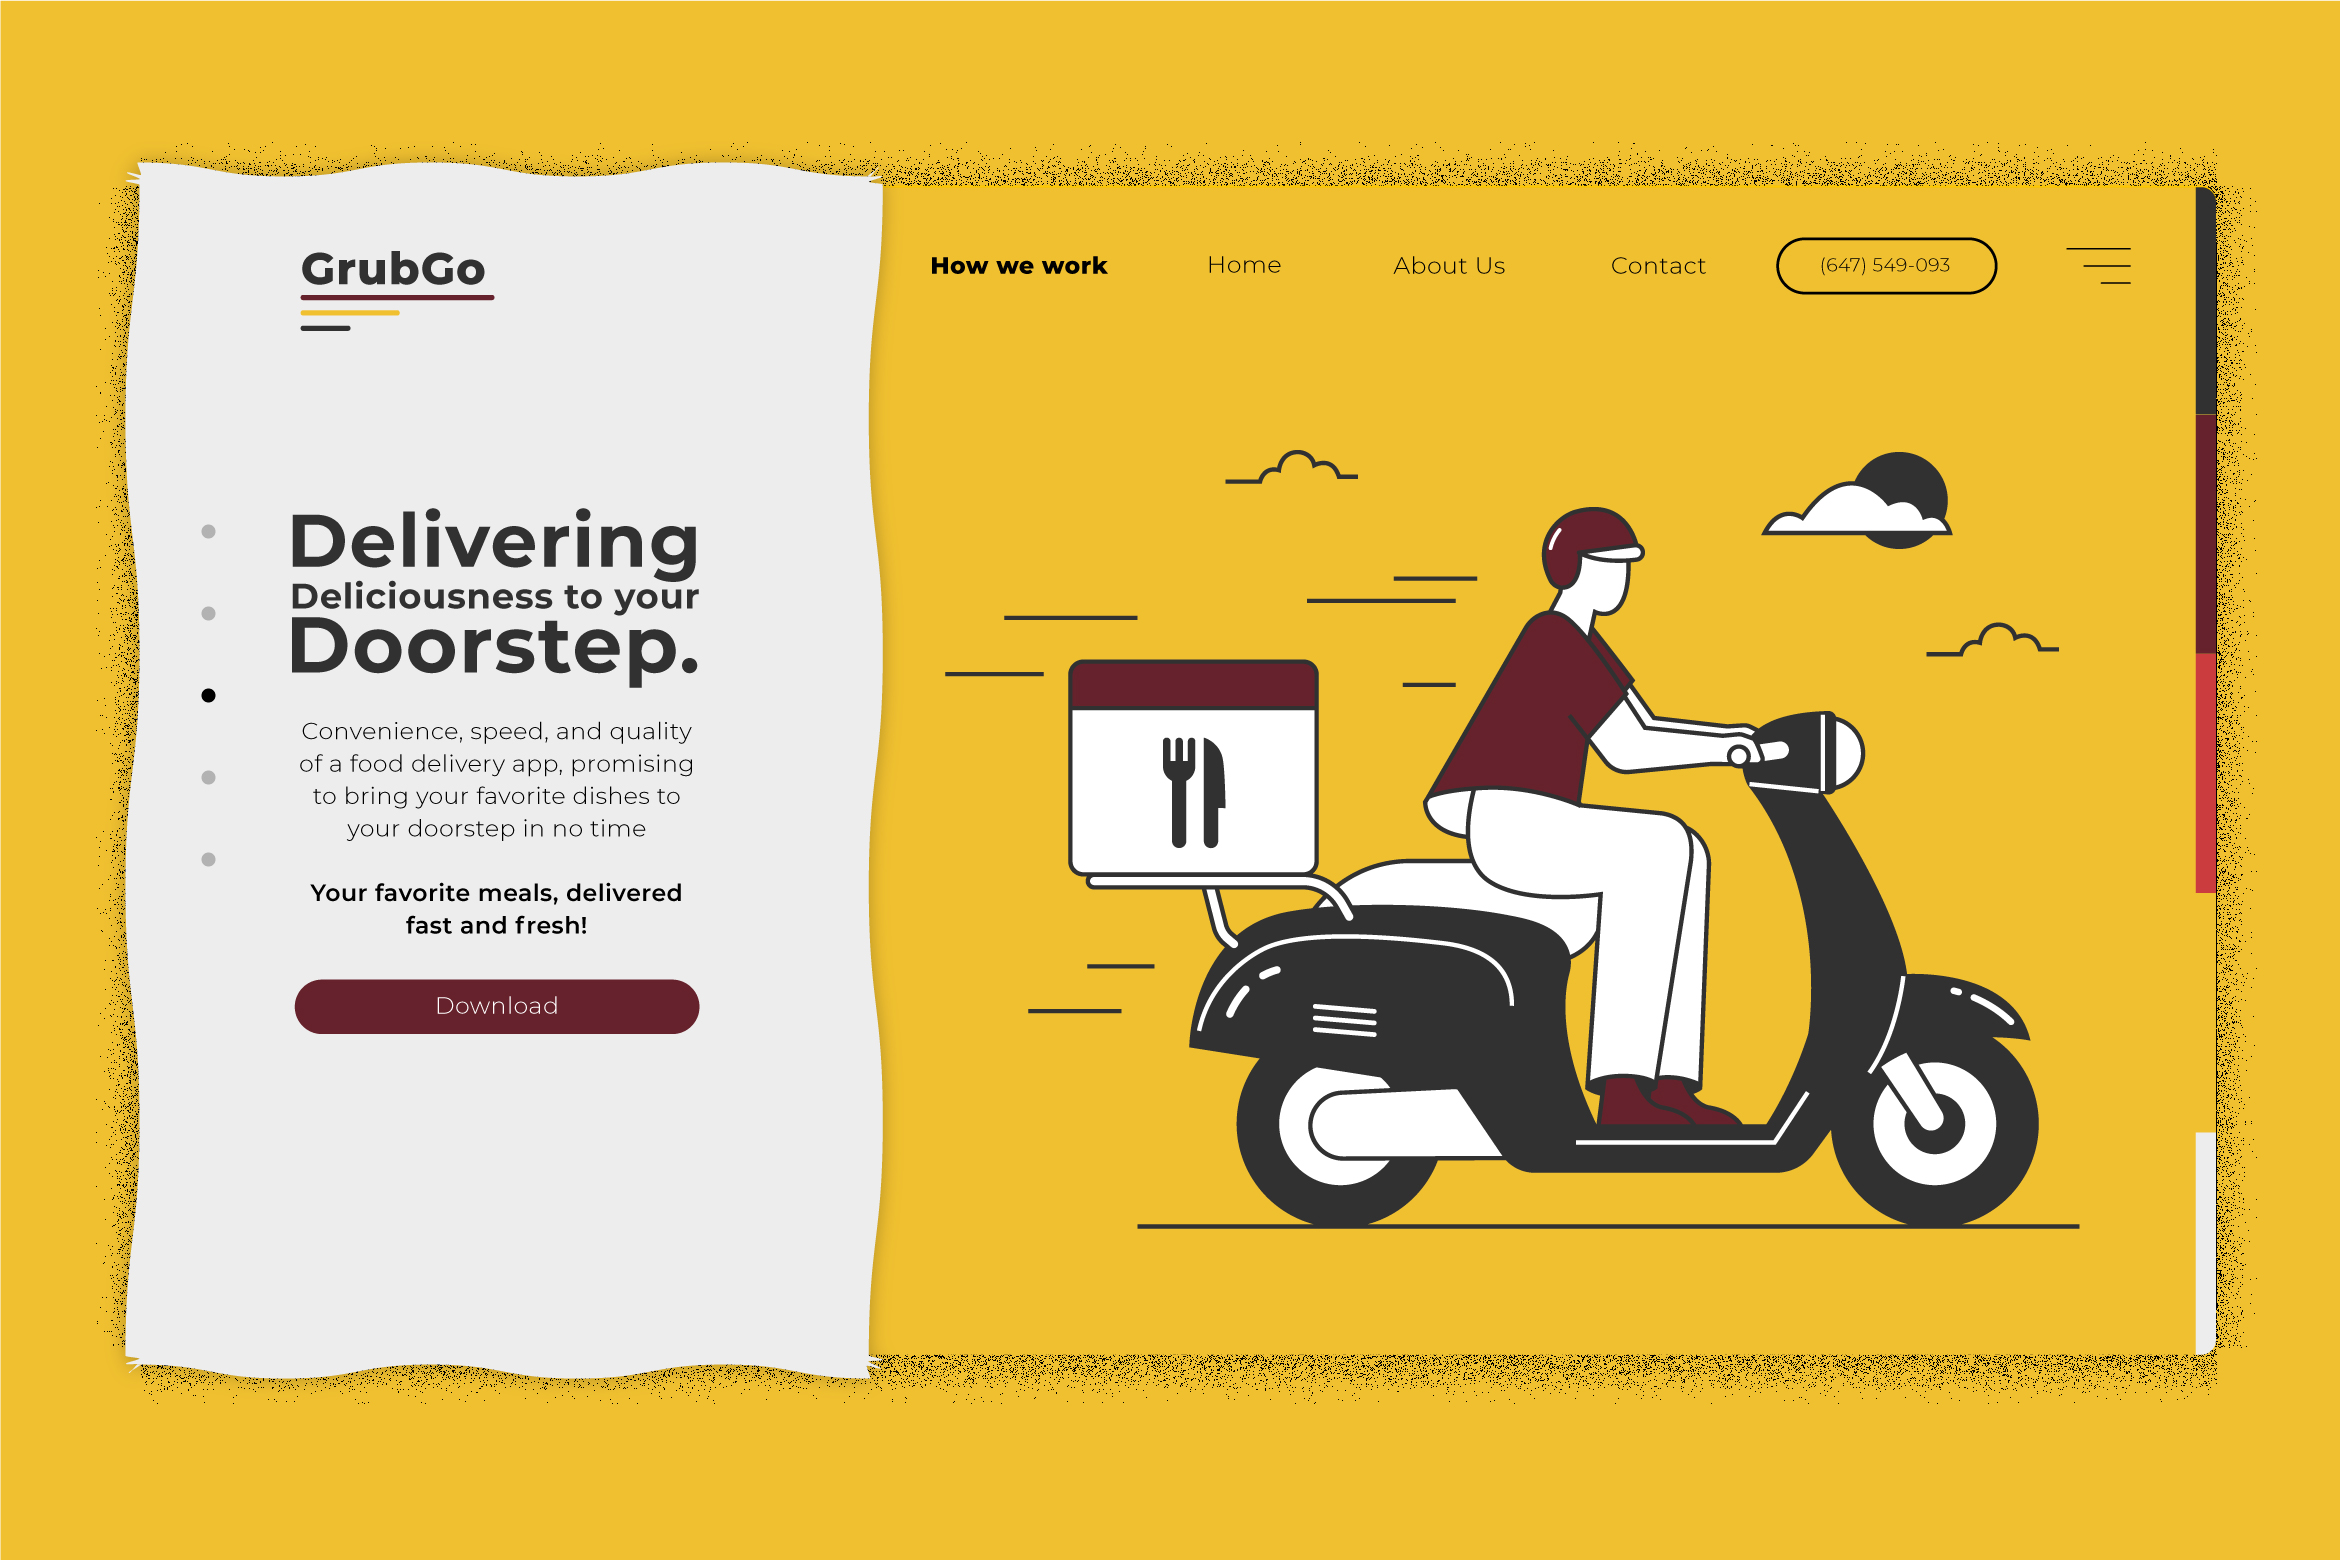 GrubGo
How we work
Home
About Us
Contact
(647) 549-093
Delivering
Deliciousness to your
Doorstep.
Convenience, speed, and quality
of a food delivery app, promising
to bring your favorite dishes to
your doorstep in no time
Your favorite meals, delivered
fast and fresh!
Download